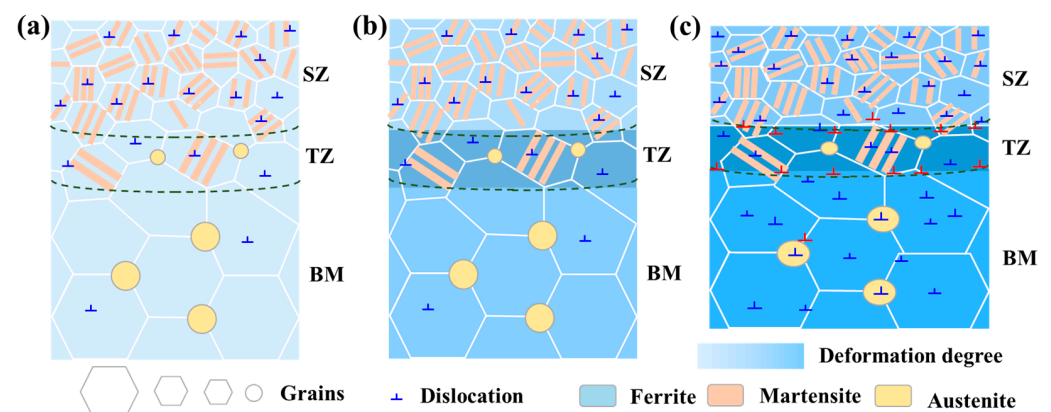 (a)
SZ
TZ
BM
(b)
SZ
TZ
BM
(c)
SZ
TZ
BM
Deformation degree
Grains
Dislocation
Ferrite
Martensite
Austenite